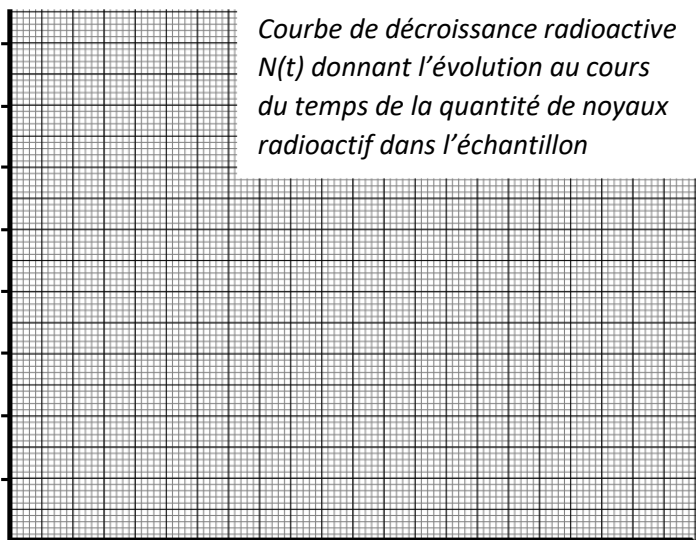 Courbe de décroissance radioactive
N(t) donnant l’évolution au cours
du temps de la quantité de noyaux
radioactif dans l’échantillon